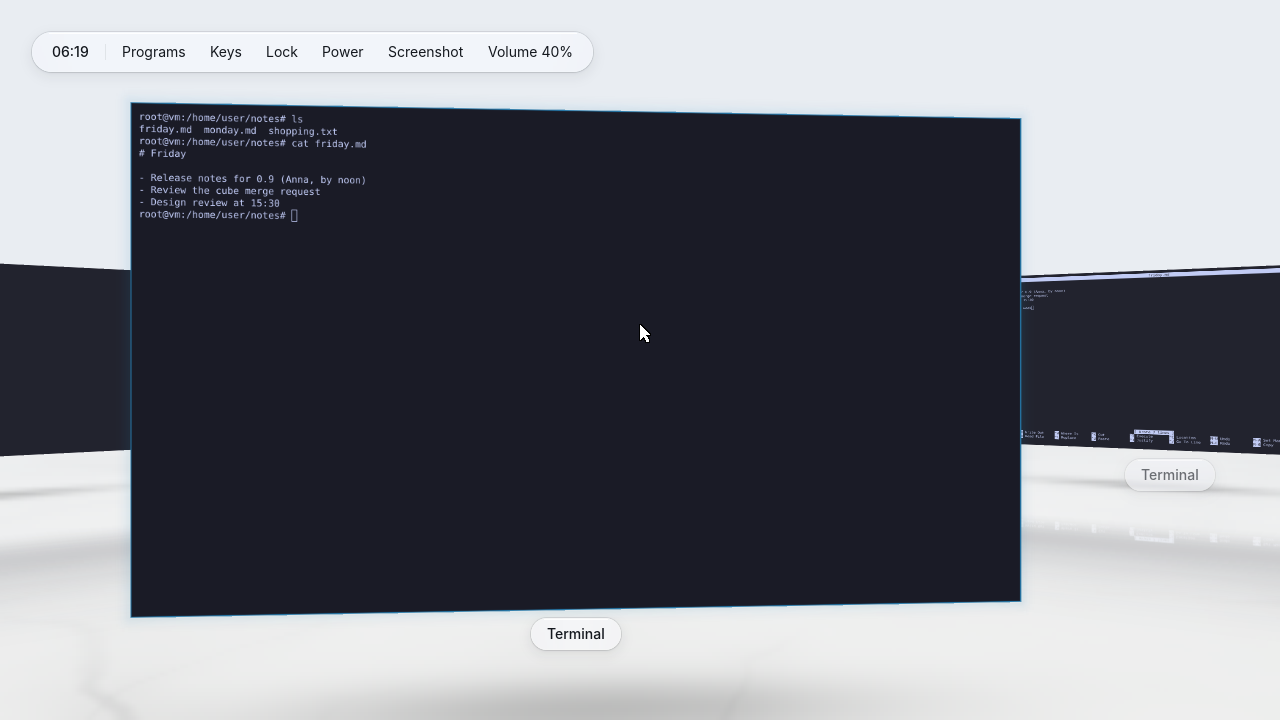 06:19 Programs Keys Lock Power Screenshot Volume 40%
root@vm:/home/user/notes# ls
friday.md monday.md shopping.txt
root@vm:/home/user/notes# cat friday.md
# Friday
- Release notes for 0.9 (Anna, by noon)
- Review the cube merge request
- Design review at 15:30
root@vm:/home/user/notes#
Terminal
Terminal